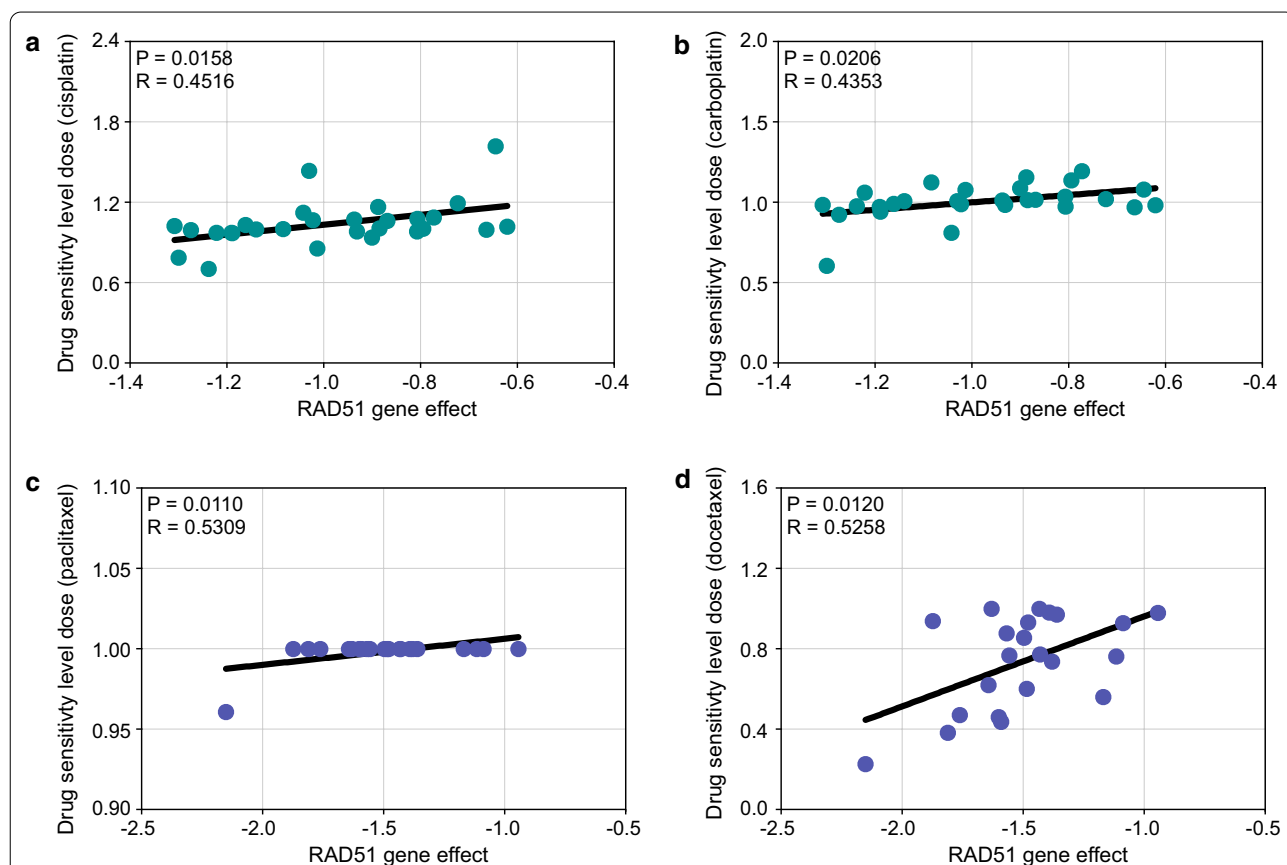 a
P = 0.0158
R = 0.4516
Drug sensitivty level dose (cisplatin)
2.4
1.8
1.2
0.6
0.0
-1.4 -1.2 -1.0 -0.8 -0.6 -0.4
RAD51 gene effect
b
P = 0.0206
R = 0.4353
Drug sensitivty level dose (carboplatin)
2.0
1.5
1.0
0.5
0.0
-1.4 -1.2 -1.0 -0.8 -0.6 -0.4
RAD51 gene effect
c
P = 0.0110
R = 0.5309
Drug sensitivty level dose (paclitaxel)
1.10
1.05
1.00
0.95
0.90
-2.5 -2.0 -1.5 -1.0 -0.5
RAD51 gene effect
d
P = 0.0120
R = 0.5258
Drug sensitivty level dose (docetaxel)
1.6
1.2
0.8
0.4
0.0
-2.5 -2.0 -1.5 -1.0 -0.5
RAD51 gene effect